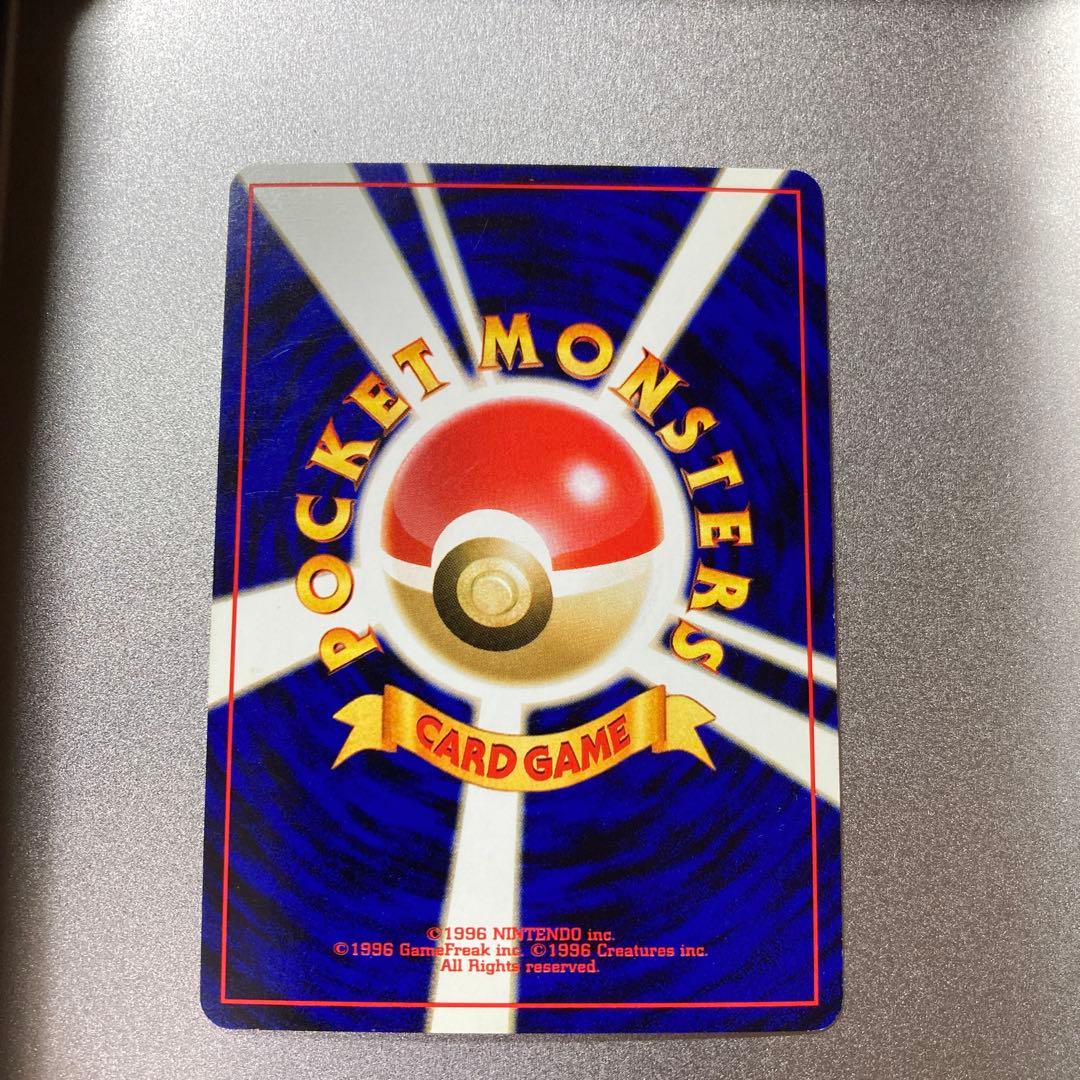 POCKET MONSTERS
CARD GAME
©1996 NINTENDO inc.
©1996 GameFreak inc. ©1996 Creatures inc.
All Rights reserved.